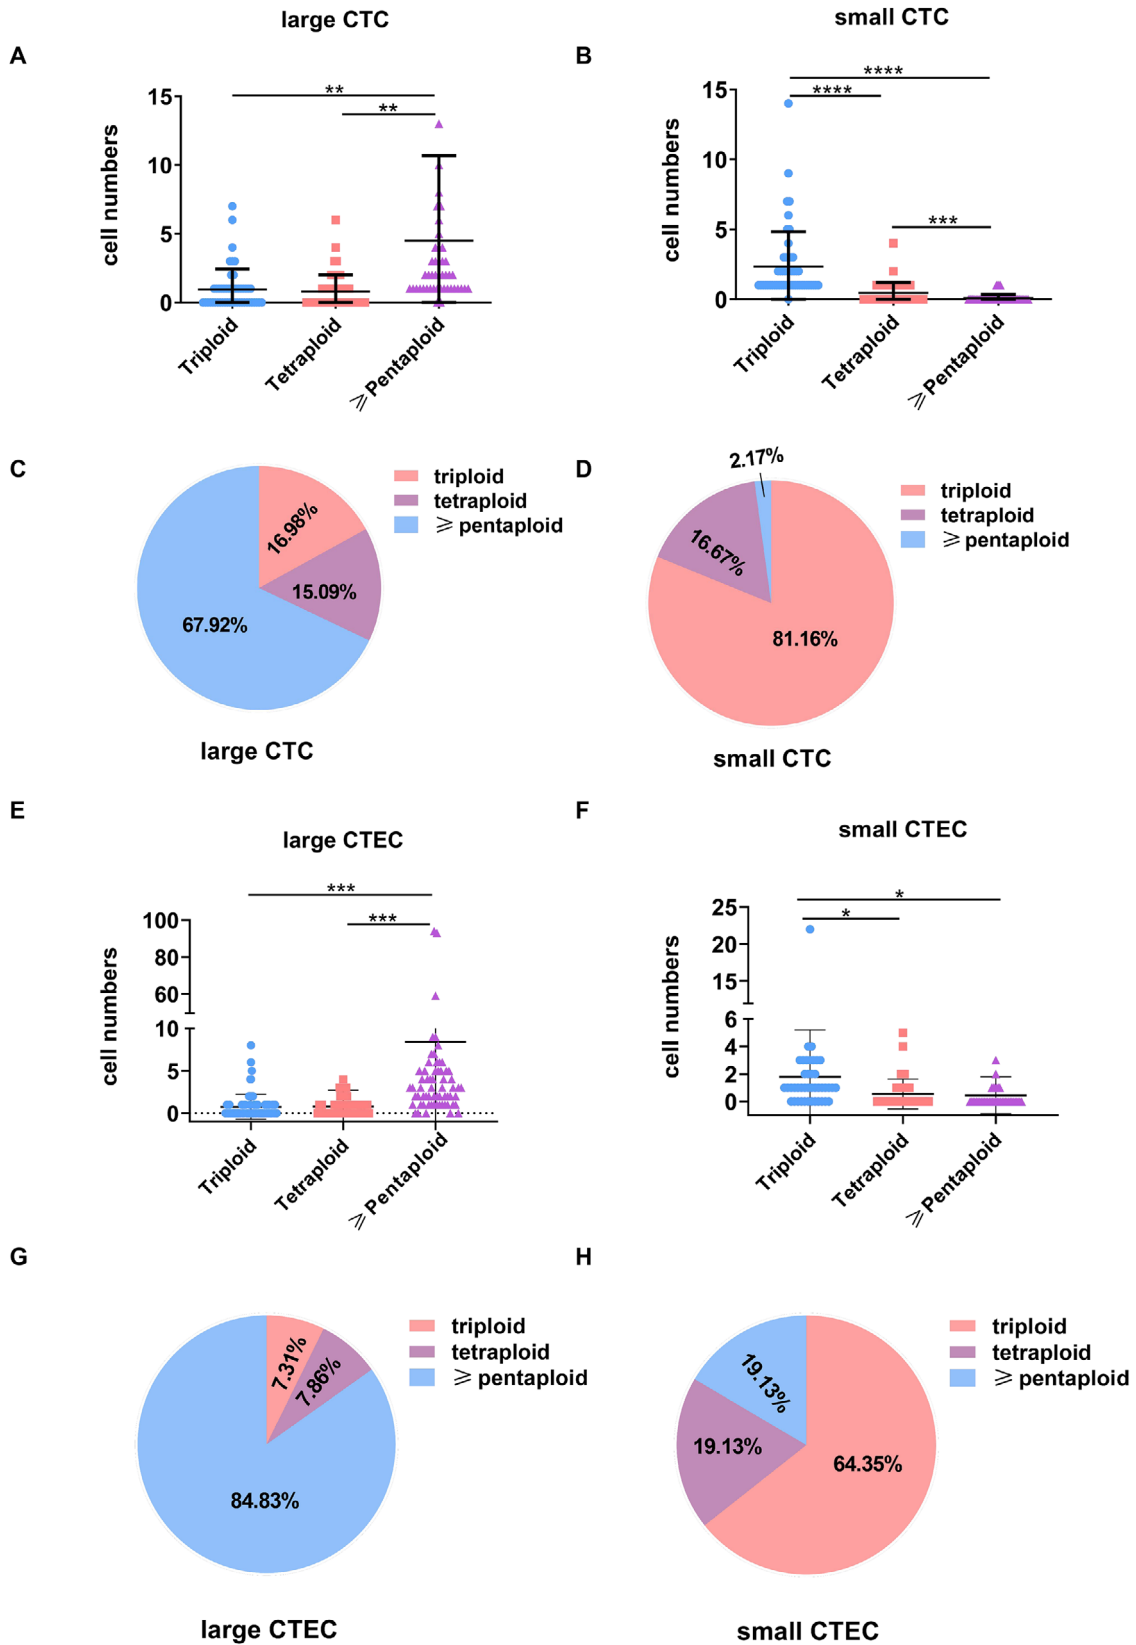 large CTC
small CTC
A
B
**
**
15
10
5
0
cell numbers
Triploid
Tetraploid
⩾ Pentaploid
****
****
***
15
10
5
0
cell numbers
Triploid
Tetraploid
⩾ Pentaploid
C
16.98%
15.09%
67.92%
triploid
tetraploid
⩾ pentaploid
large CTC
D
2.17%
16.67%
81.16%
triploid
tetraploid
⩾ pentaploid
small CTC
E
large CTEC
***
***
100
80
60
10
5
0
cell numbers
Triploid
Tetraploid
⩾ Pentaploid
F
small CTEC
*
*
25
20
15
6
4
2
0
cell numbers
Triploid
Tetraploid
⩾ Pentaploid
G
7.31%
7.86%
84.83%
triploid
tetraploid
⩾ pentaploid
large CTEC
H
19.13%
19.13%
64.35%
triploid
tetraploid
⩾ pentaploid
small CTEC